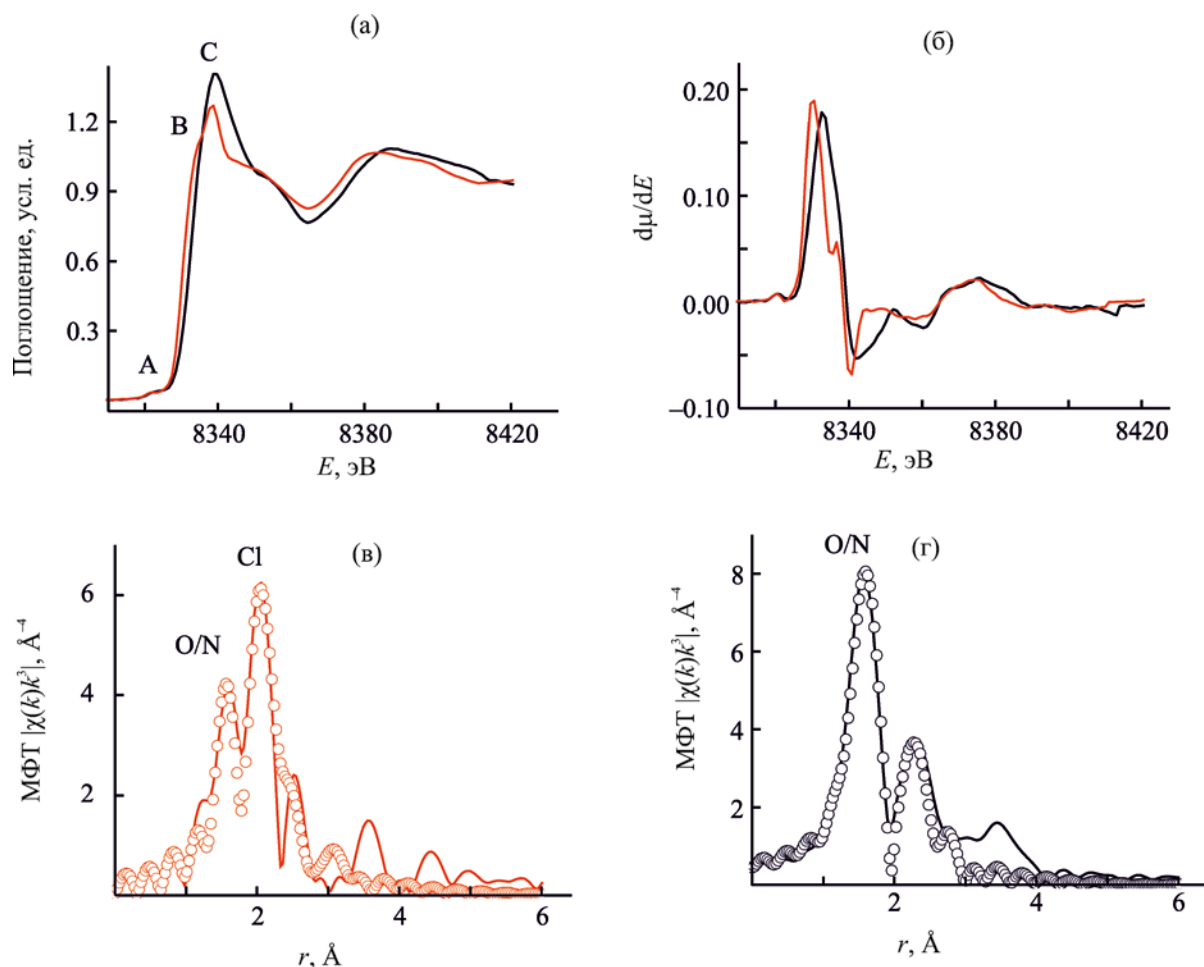 (а)
C
B
A
1.2
0.9
0.6
0.3
Поглощение, усл. ед.
8340
8380
8420
E, эВ
(б)
0.20
0.10
0.00
–0.10
dμ/dE
8340
8380
8420
E, эВ
(в)
Cl
O/N
6
4
2
МФТ |χ(k)k³|, Å⁻⁴
2
4
6
r, Å
(г)
O/N
8
6
4
2
МФТ |χ(k)k³|, Å⁻⁴
0
2
4
6
r, Å